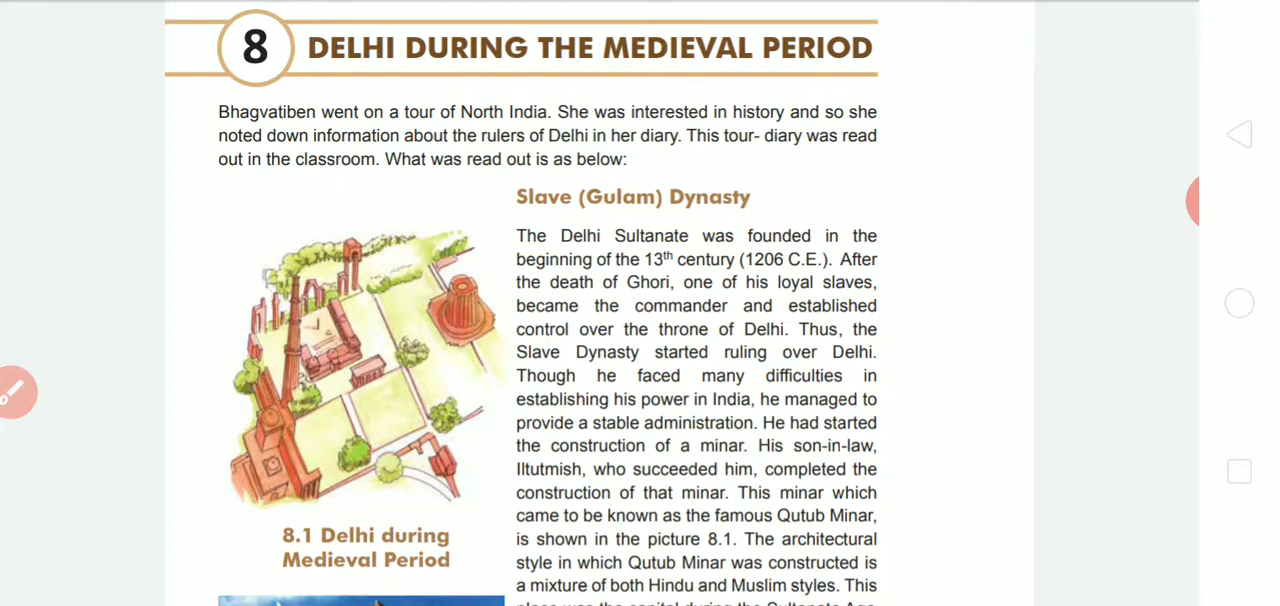 8 DELHI DURING THE MEDIEVAL PERIOD
Bhagvatiben went on a tour of North India. She was interested in history and so she
noted down information about the rulers of Delhi in her diary. This tour- diary was read
out in the classroom. What was read out is as below:
Slave (Gulam) Dynasty
The Delhi Sultanate was founded in the
beginning of the 13th century (1206 C.E.). After
the death of Ghori, one of his loyal slaves,
became the commander and established
control over the throne of Delhi. Thus, the
Slave Dynasty started ruling over Delhi.
Though he faced many difficulties in
establishing his power in India, he managed to
provide a stable administration. He had started
the construction of a minar. His son-in-law,
Iltutmish, who succeeded him, completed the
construction of that minar. This minar which
came to be known as the famous Qutub Minar,
is shown in the picture 8.1. The architectural
style in which Qutub Minar was constructed is
a mixture of both Hindu and Muslim styles. This
place was the capital during the Sultanate Age
8.1 Delhi during
Medieval Period